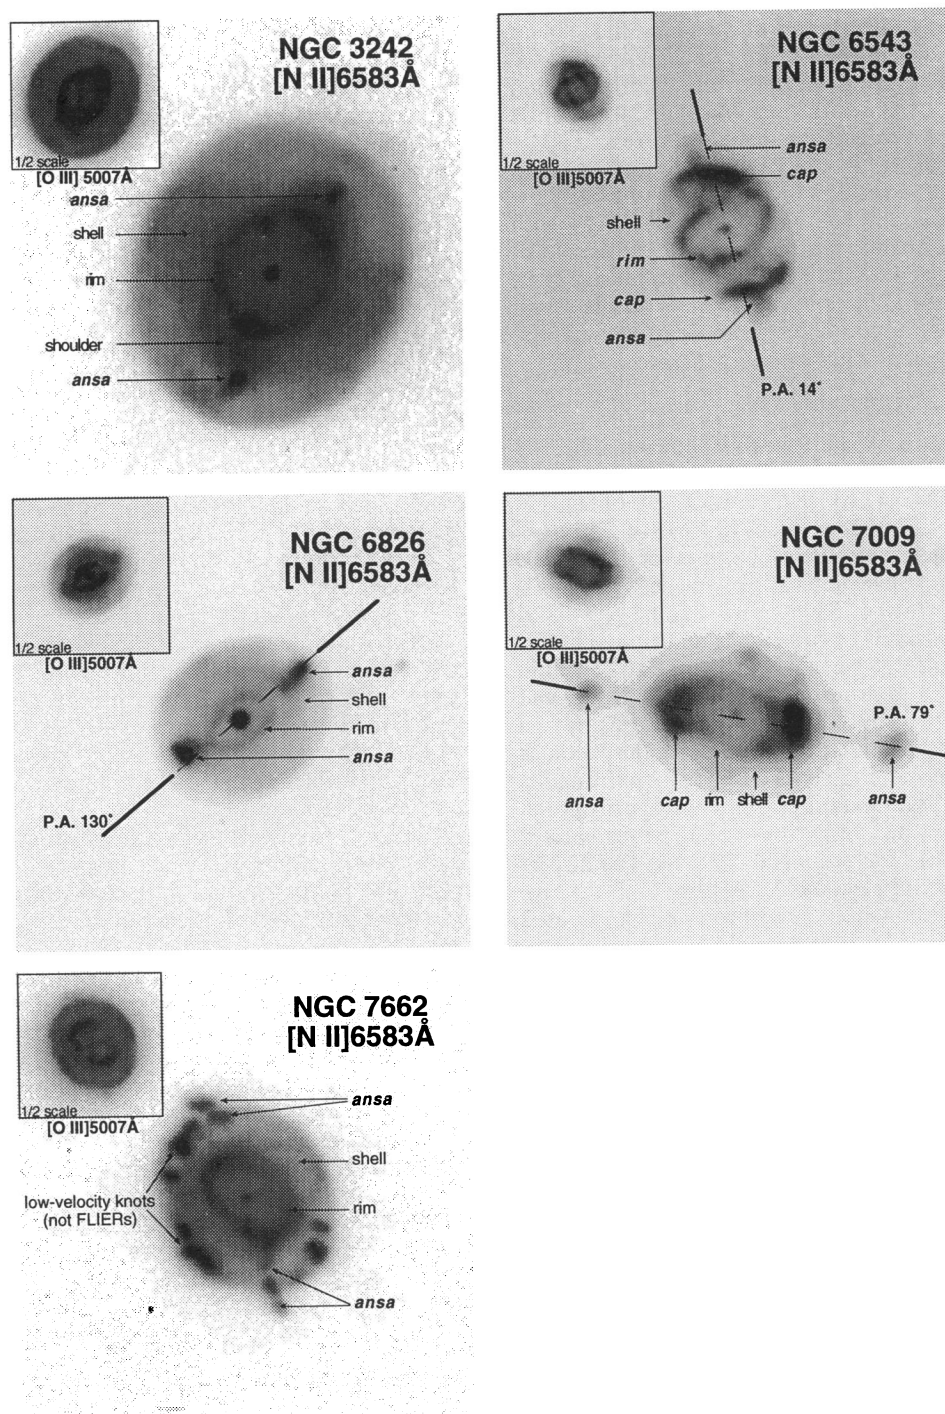 NGC 3242
[N II]6583Å
1/2 scale
[O III] 5007Å
ansa
shell
rim
shoulder
ansa
NGC 6543
[N II]6583Å
1/2 scale
[O III]5007Å
ansa
cap
shell
rim
cap
ansa
P.A. 14°
NGC 6826
[N II]6583Å
1/2 scale
[O III]5007Å
ansa
shell
rim
ansa
P.A. 130°
NGC 7009
[N II]6583Å
1/2 scale
[O III]5007Å
P.A. 79°
ansa cap rim shell cap ansa
NGC 7662
[N II]6583Å
1/2 scale
[O III]5007Å
ansa
shell
low-velocity knots
(not FLIERs)
rim
ansa